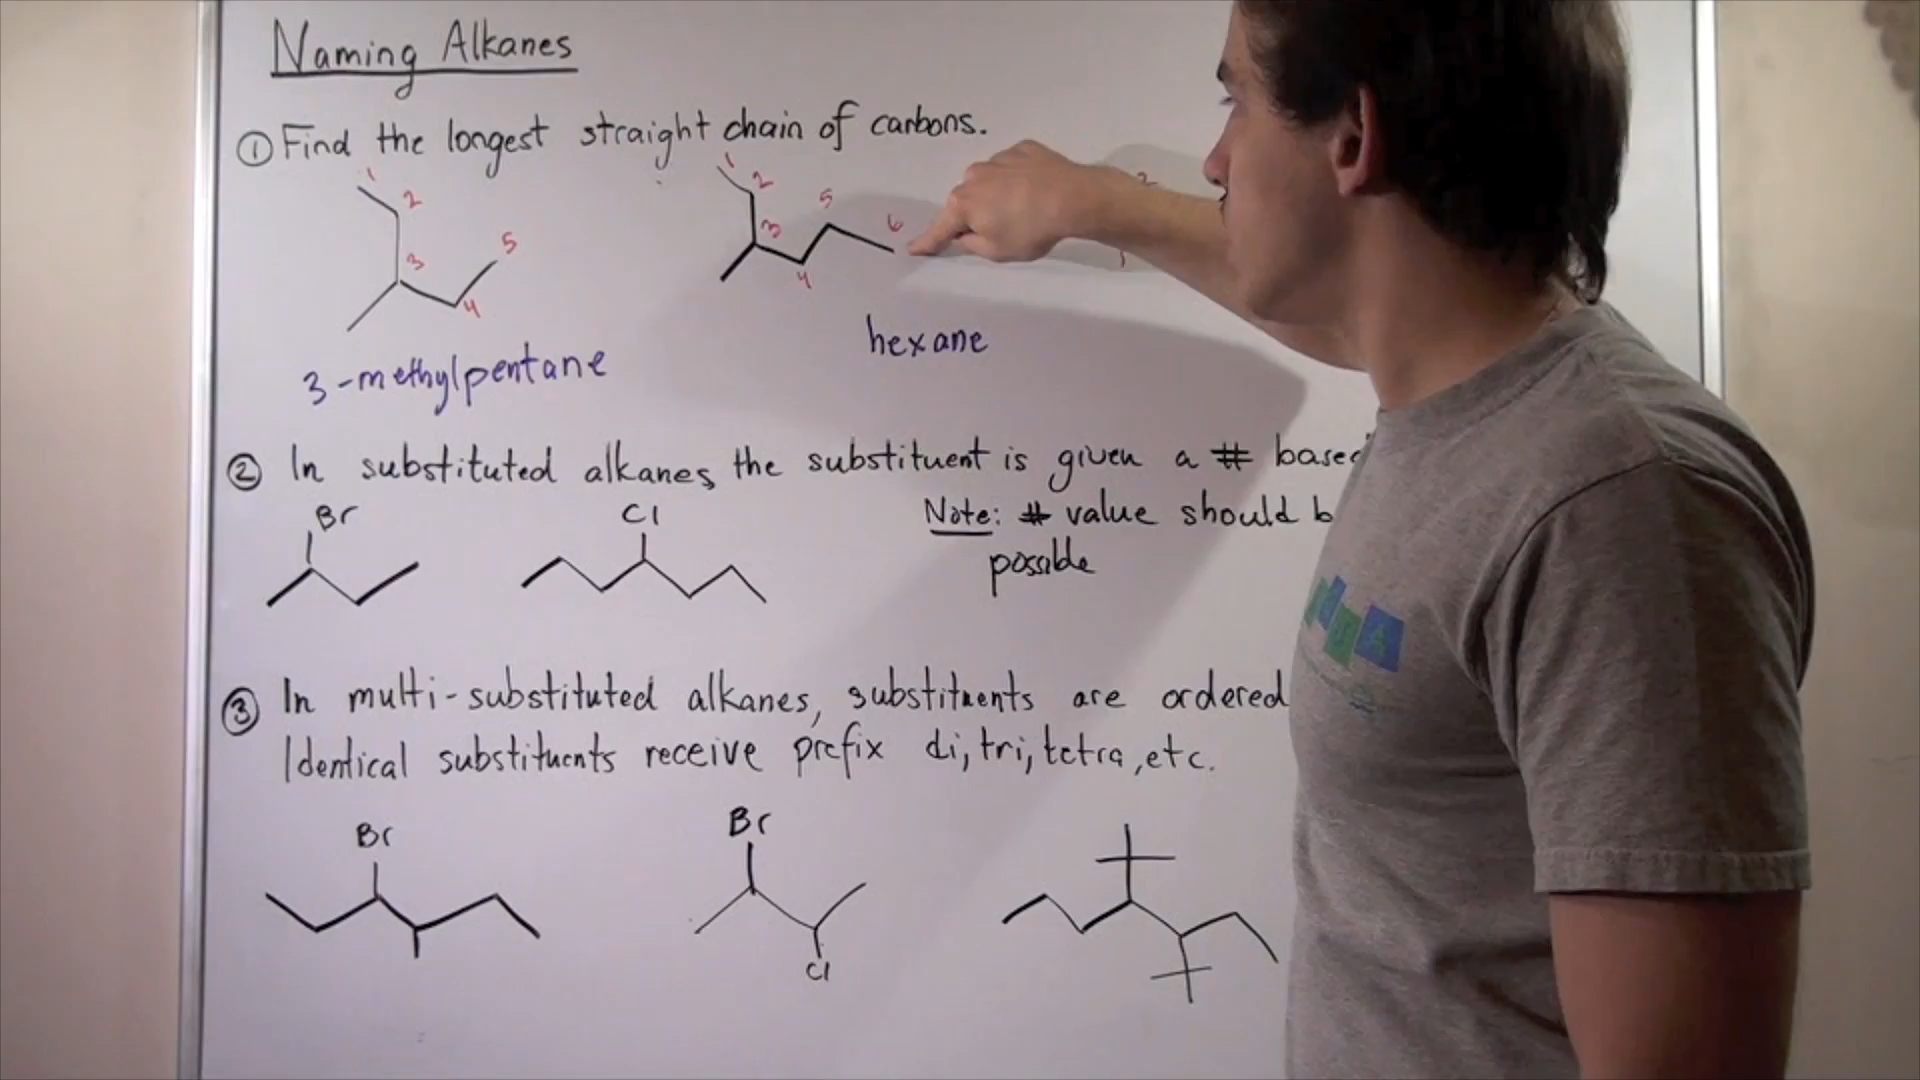 Naming Alkanes
① Find the longest straight chain of carbons.
1 2 3 4 5
1 2 3 4 5 6
2
1
3-methylpentane
hexane
② In substituted alkanes, the substituent is given a # based
Br
Cl
Note: # value should b
possible
③ In multi-substituted alkanes, substituents are ordered
Identical substituents receive prefix di, tri, tetra, etc.
Br
Br
Cl